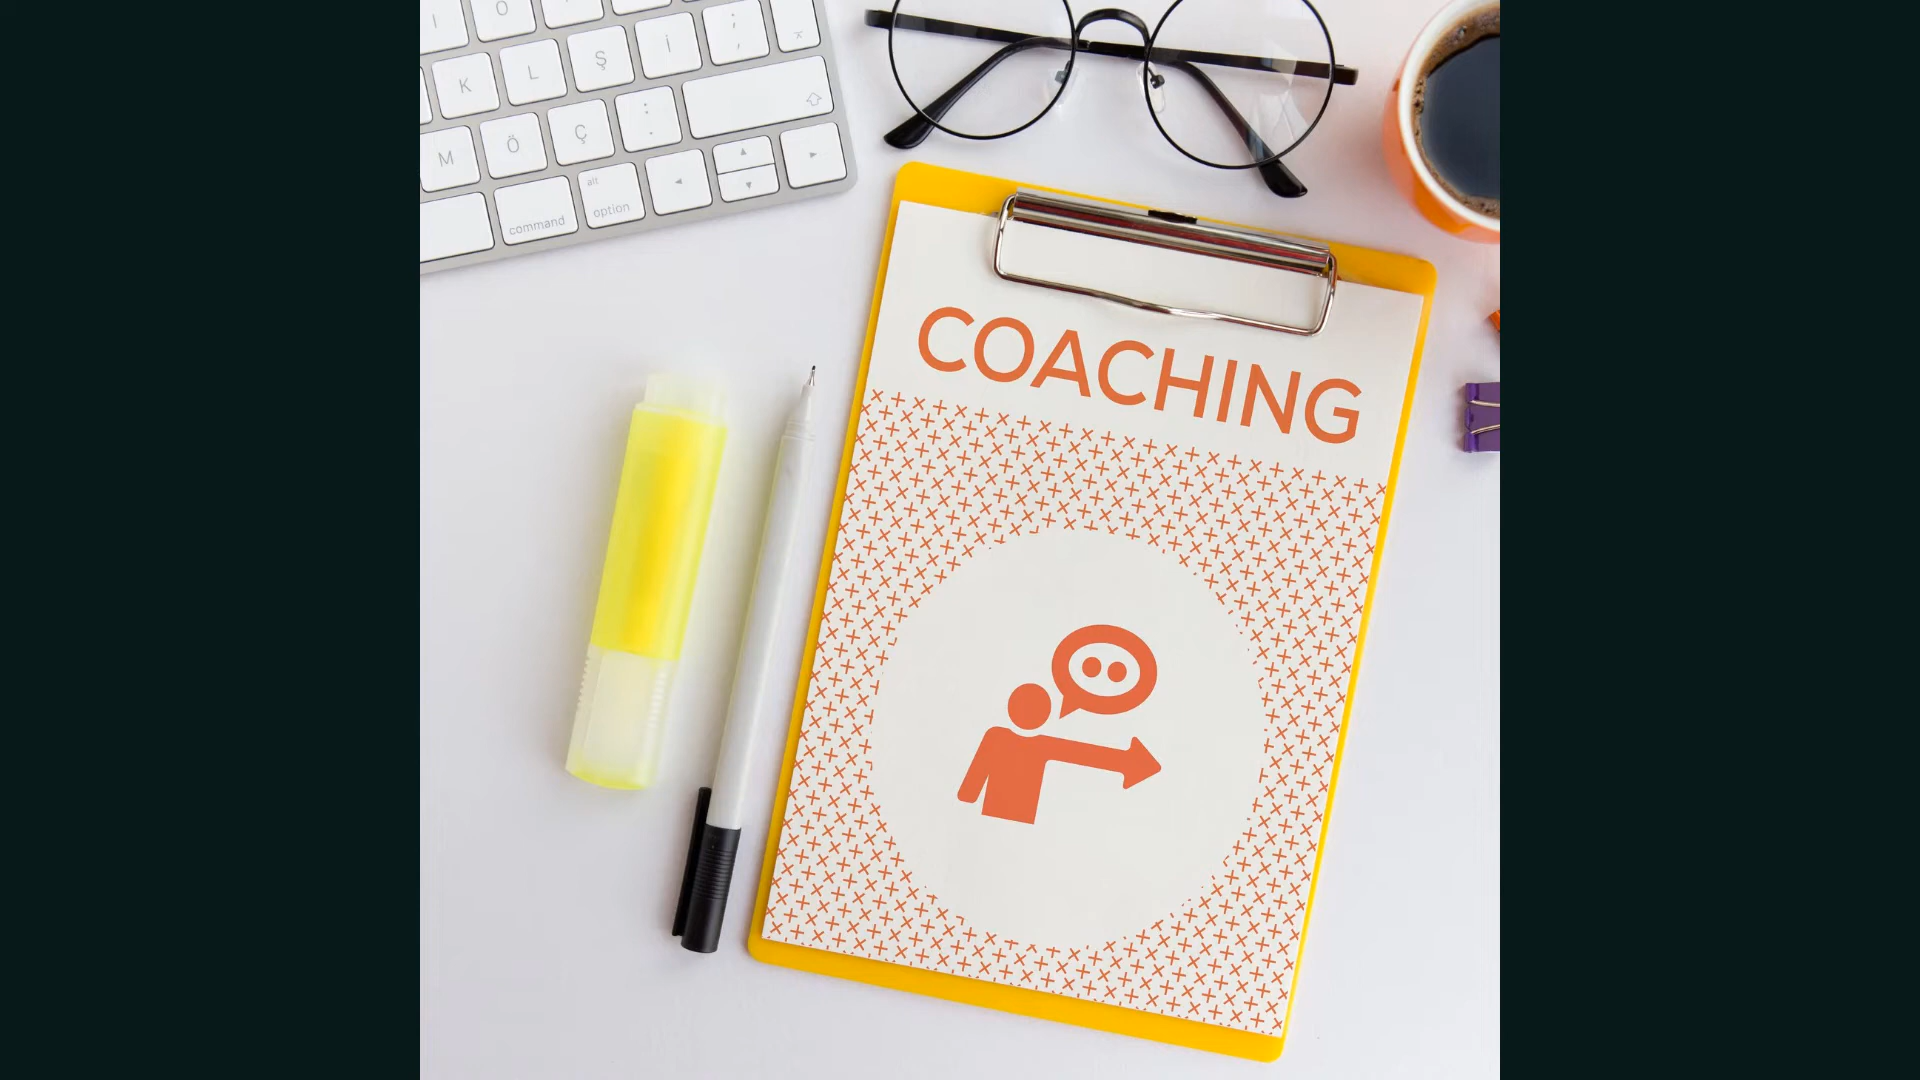 I O
K L Ş İ ; :
M Ö Ç : .
alt
command option
COACHING